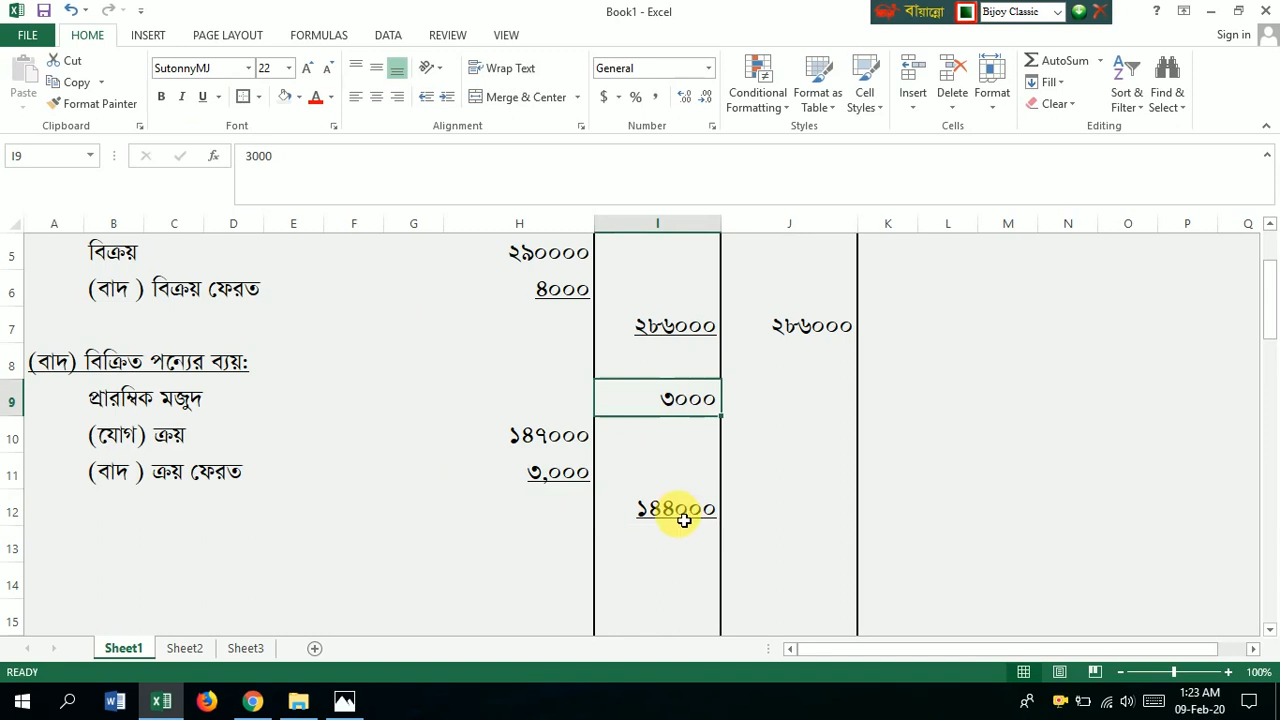 Book1 - Excel
বায়ান্নো
Bijoy Classic
FILE HOME INSERT PAGE LAYOUT FORMULAS DATA REVIEW VIEW Sign in
Paste Cut Copy Format Painter Clipboard
SutonnyMJ 22 B I U A Font
Wrap Text Merge & Center Alignment
General $ % , Number
Conditional Formatting Format as Table Cell Styles Styles
Insert Delete Format Cells
AutoSum Fill Clear Sort & Filter Find & Select Editing
I9 fx 3000
A B C D E F G H I J K L M N O P Q
5 বিক্রয় ২৯০০০০
6 (বাদ ) বিক্রয় ফেরত ৪০০০
7 ২৮৬০০০ ২৮৬০০০
8 (বাদ) বিক্রিত পন্যের ব্যয়:
9 প্রারম্বিক মজুদ ৩০০০
10 (যোগ) ক্রয় ১৪৭০০০
11 (বাদ ) ক্রয় ফেরত ৩,০০০
12 ১৪৪০০০
13
14
15
Sheet1 Sheet2 Sheet3
READY 100%
1:23 AM
09-Feb-20